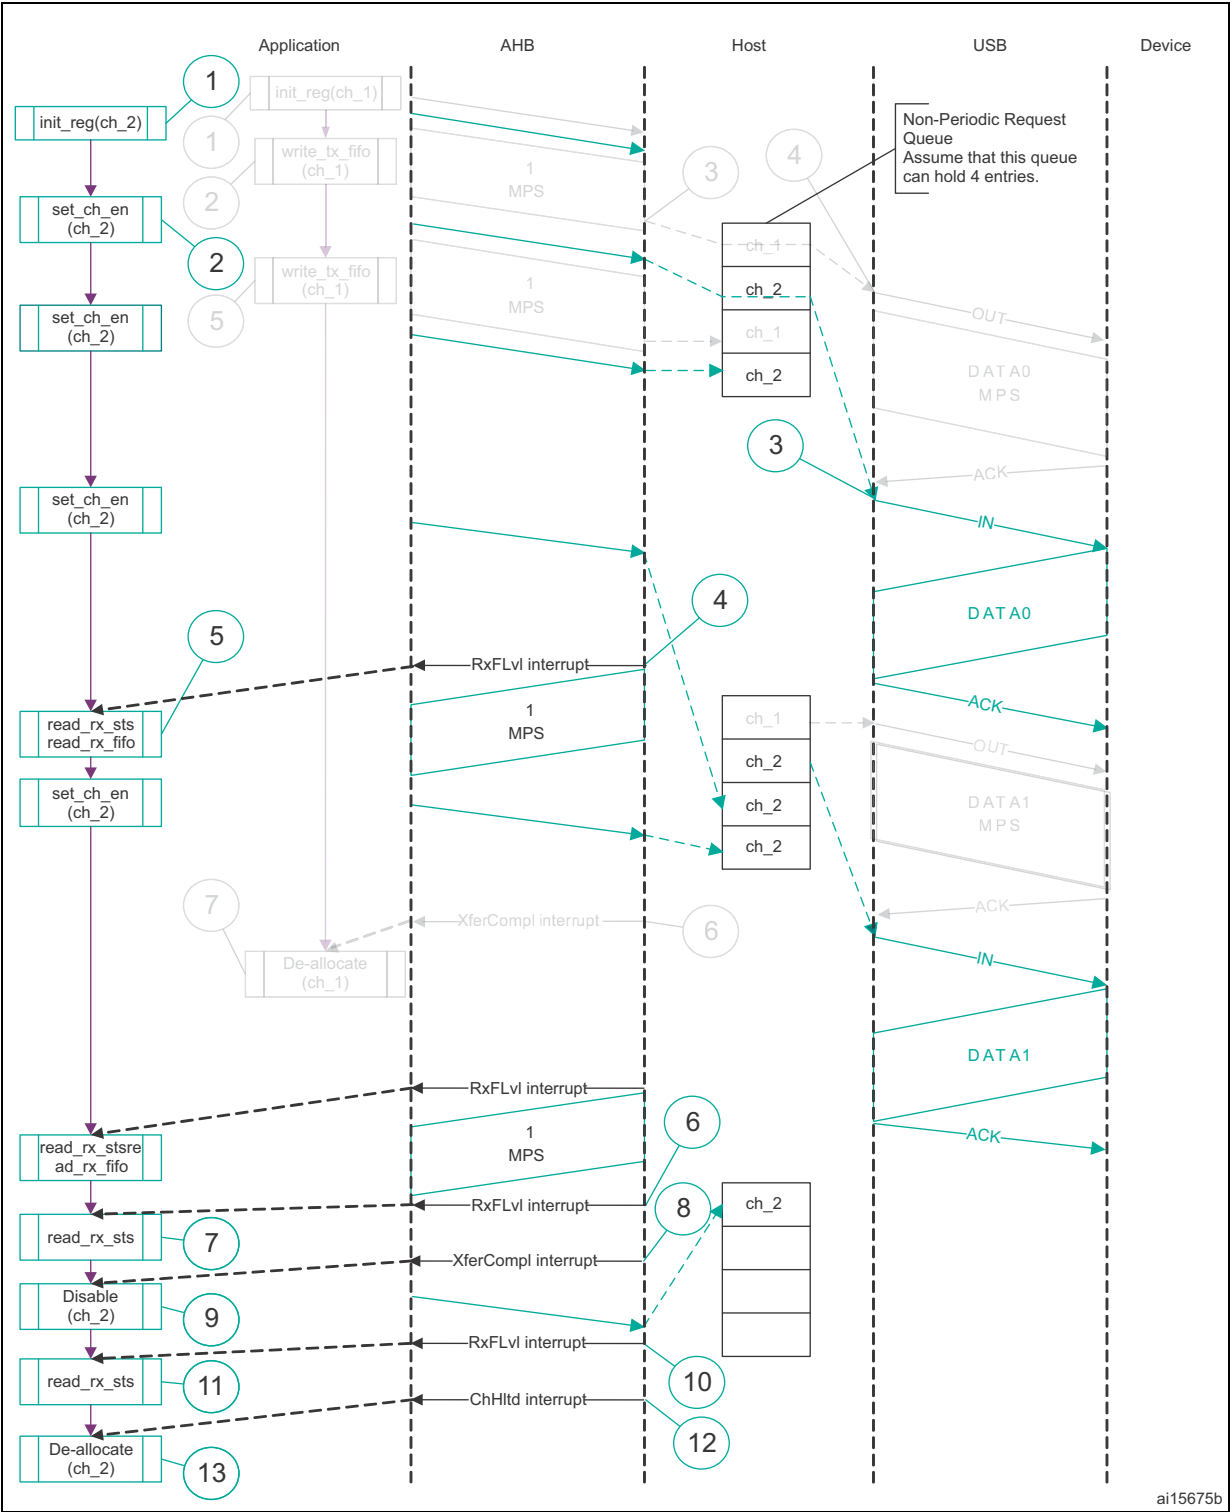 Application
AHB
Host
USB
Device
1
init_reg(ch_1)
init_reg(ch_2)
1
Non-Periodic Request
Queue
Assume that this queue
can hold 4 entries.
write_tx_fifo
(ch_1)
1
MPS
4
3
2
set_ch_en
(ch_2)
2
ch_1
write_tx_fifo
(ch_1)
1
MPS
ch_2
5
set_ch_en
(ch_2)
OUT
ch_1
ch_2
DATA0
MPS
3
ACK
set_ch_en
(ch_2)
IN
4
DATA0
5
RxFLvl interrupt
ACK
read_rx_sts
read_rx_fifo
1
MPS
ch_1
OUT
ch_2
set_ch_en
(ch_2)
ch_2
DATA1
MPS
ch_2
7
XferCompl interrupt
6
ACK
De-allocate
(ch_1)
IN
DATA1
RxFLvl interrupt
6
read_rx_stsre
ad_rx_fifo
1
MPS
ACK
RxFLvl interrupt
8
ch_2
read_rx_sts
7
XferCompl interrupt
Disable
(ch_2)
9
RxFLvl interrupt
read_rx_sts
11
10
ChHltd interrupt
12
De-allocate
(ch_2)
13
ai15675b